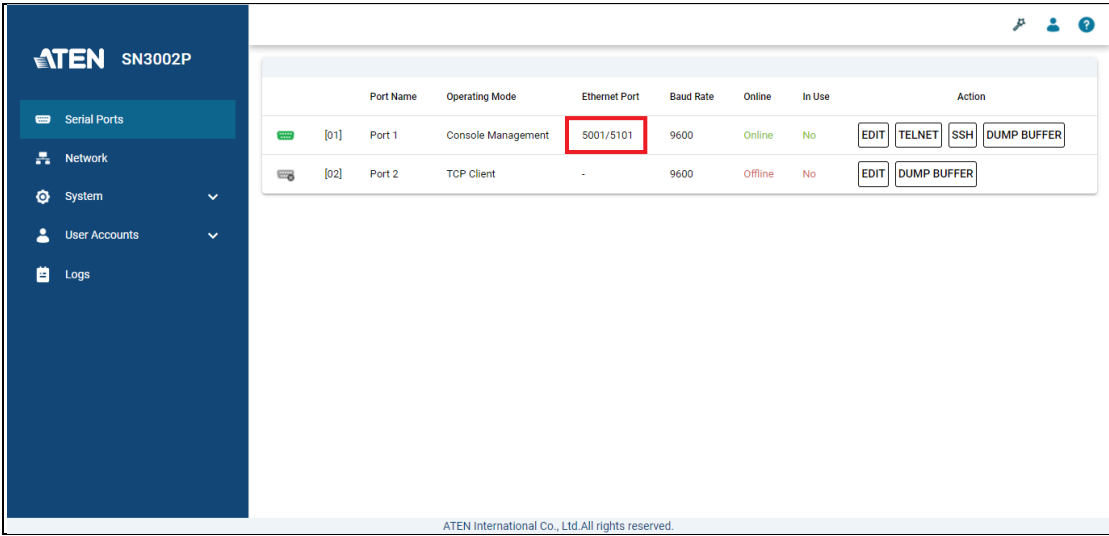 ATEN SN3002P
Serial Ports
Network
System
User Accounts
Logs
Port Name Operating Mode Ethernet Port Baud Rate Online In Use Action
[01] Port 1 Console Management 5001/5101 9600 Online No EDIT TELNET SSH DUMP BUFFER
[02] Port 2 TCP Client - 9600 Offline No EDIT DUMP BUFFER
ATEN International Co., Ltd.All rights reserved.